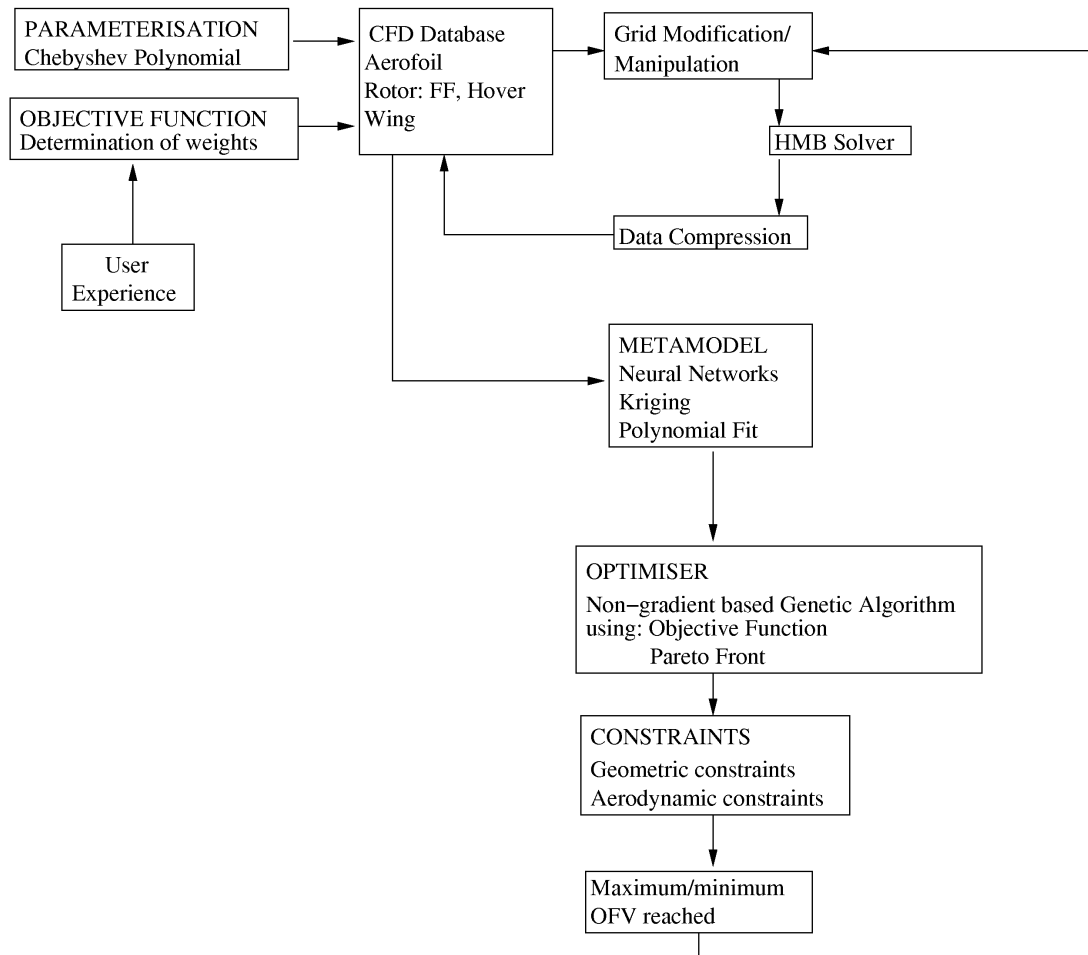 PARAMETERISATION
Chebyshev Polynomial
OBJECTIVE FUNCTION
Determination of weights
User
Experience
CFD Database
Aerofoil
Rotor: FF, Hover
Wing
Grid Modification/
Manipulation
HMB Solver
Data Compression
METAMODEL
Neural Networks
Kriging
Polynomial Fit
OPTIMISER
Non−gradient based Genetic Algorithm
using: Objective Function
Pareto Front
CONSTRAINTS
Geometric constraints
Aerodynamic constraints
Maximum/minimum
OFV reached